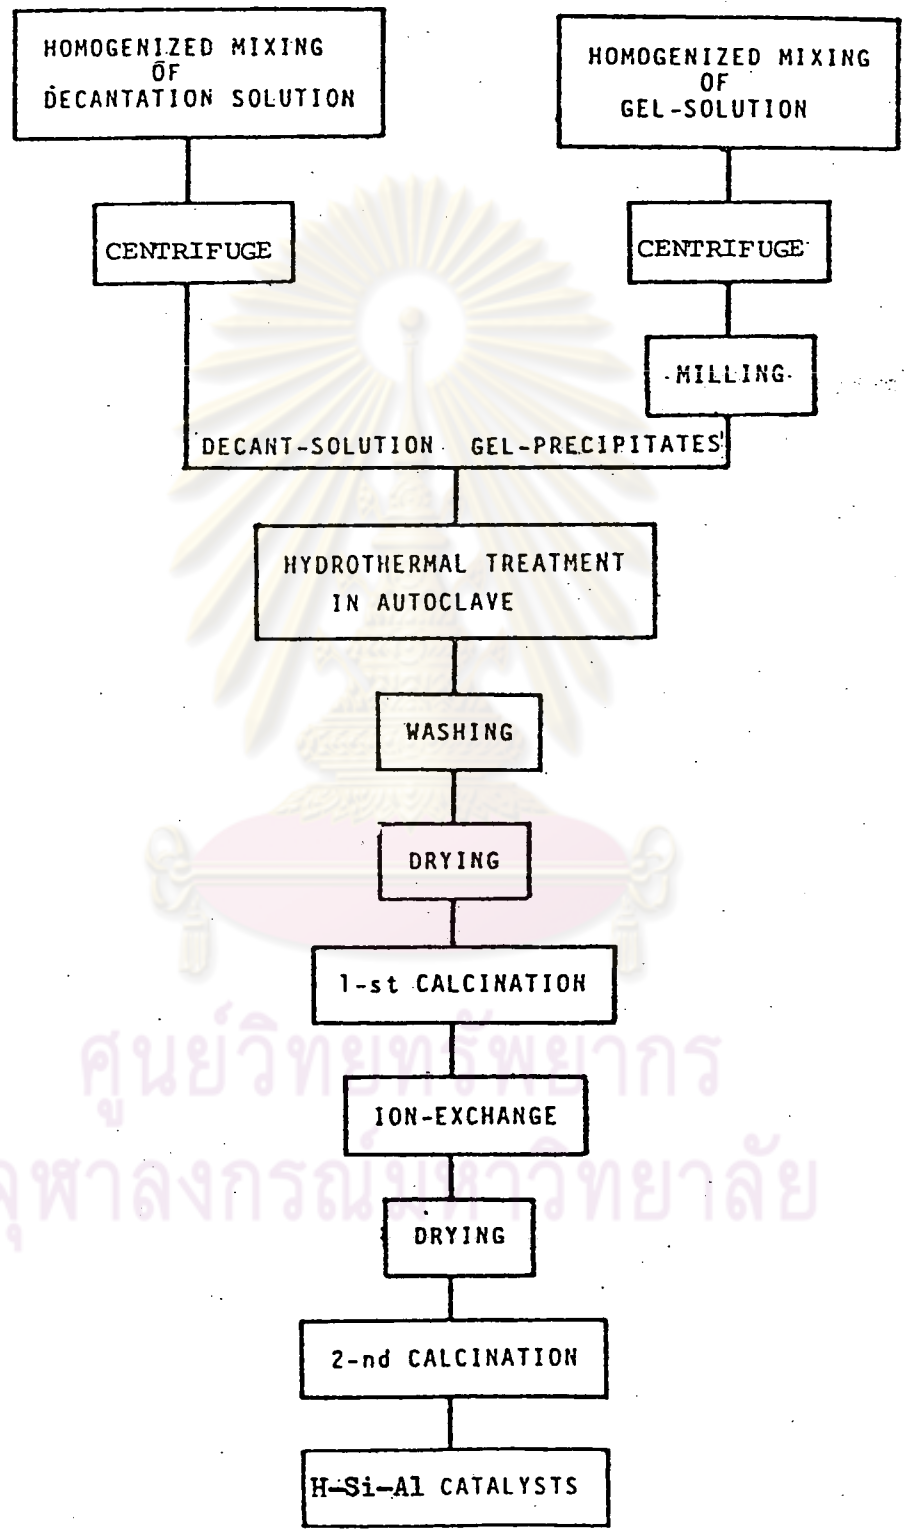 HOMOGENIZED MIXING
OF
DECANTATION SOLUTION
HOMOGENIZED MIXING
OF
GEL-SOLUTION
CENTRIFUGE
CENTRIFUGE
MILLING
DECANT-SOLUTION GEL-PRECIPITATES
HYDROTHERMAL TREATMENT
IN AUTOCLAVE
WASHING
DRYING
1-st CALCINATION
ศูนย์วิทยทรัพยากร
ION-EXCHANGE
จุฬาลงกรณ์มหาวิทยาลัย
DRYING
2-nd CALCINATION
H-Si-Al CATALYSTS